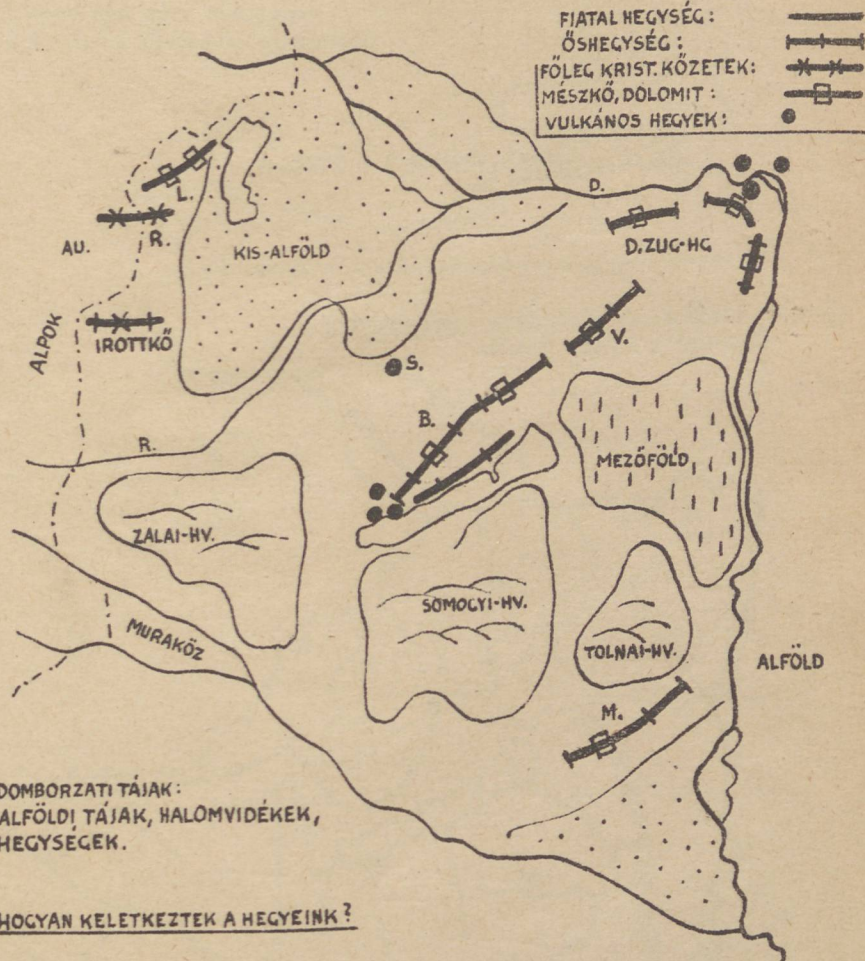 FIATAL HEGYSÉG:
ŐSHEGYSÉG:
FŐLEG KRIST. KŐZETEK:
MÉSZKŐ, DOLOMIT:
VULKÁNOS HEGYEK:
D.
L.
AU.
R.
KIS-ALFÖLD
D.ZUG-HG
ALPOK
IROTTKŐ
V.
S.
B.
R.
MEZŐFÖLD
ZALAI-HV.
SOMOGYI-HV.
MURAKÖZ
TOLNAI-HV.
ALFÖLD
M.
DOMBORZATI TÁJAK:
ALFÖLDI TÁJAK, HALOMVIDÉKEK,
HEGYSÉGEK.
HOGYAN KELETKEZTEK A HEGYEINK?